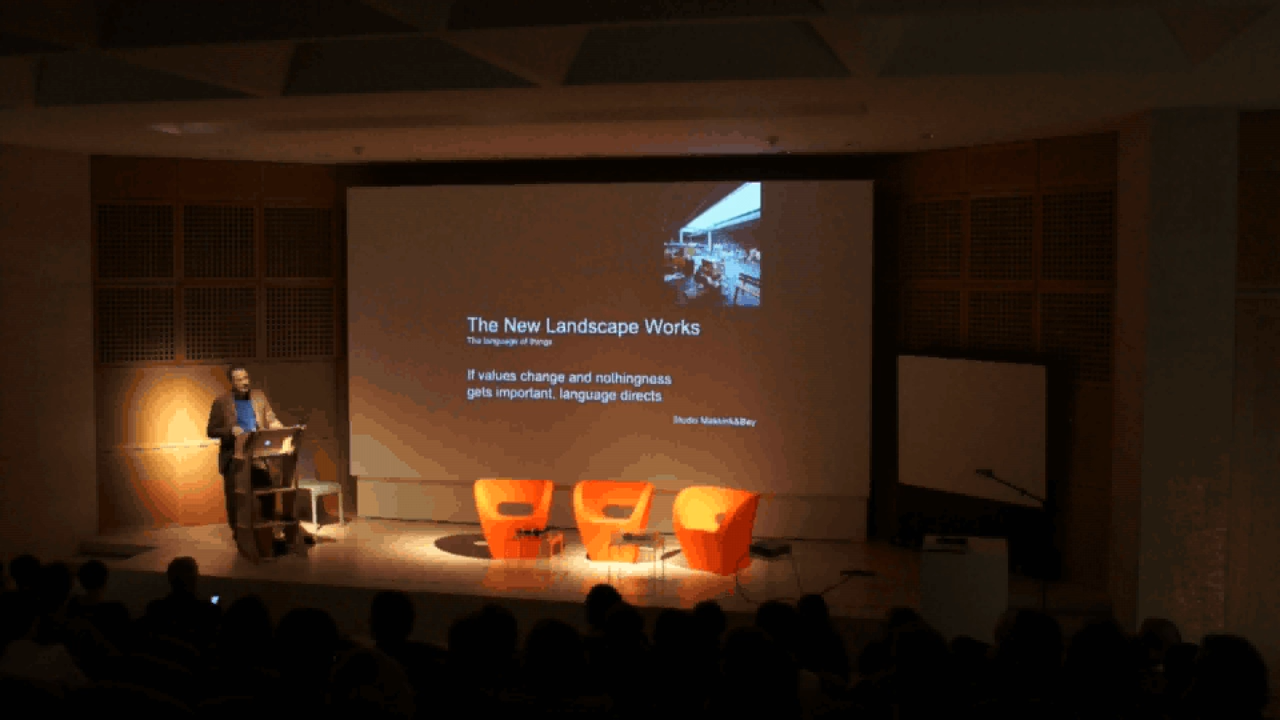 The New Landscape Works
The language of things
If values change and nothingness
gets important, language directs
Studio Makkink&Bey